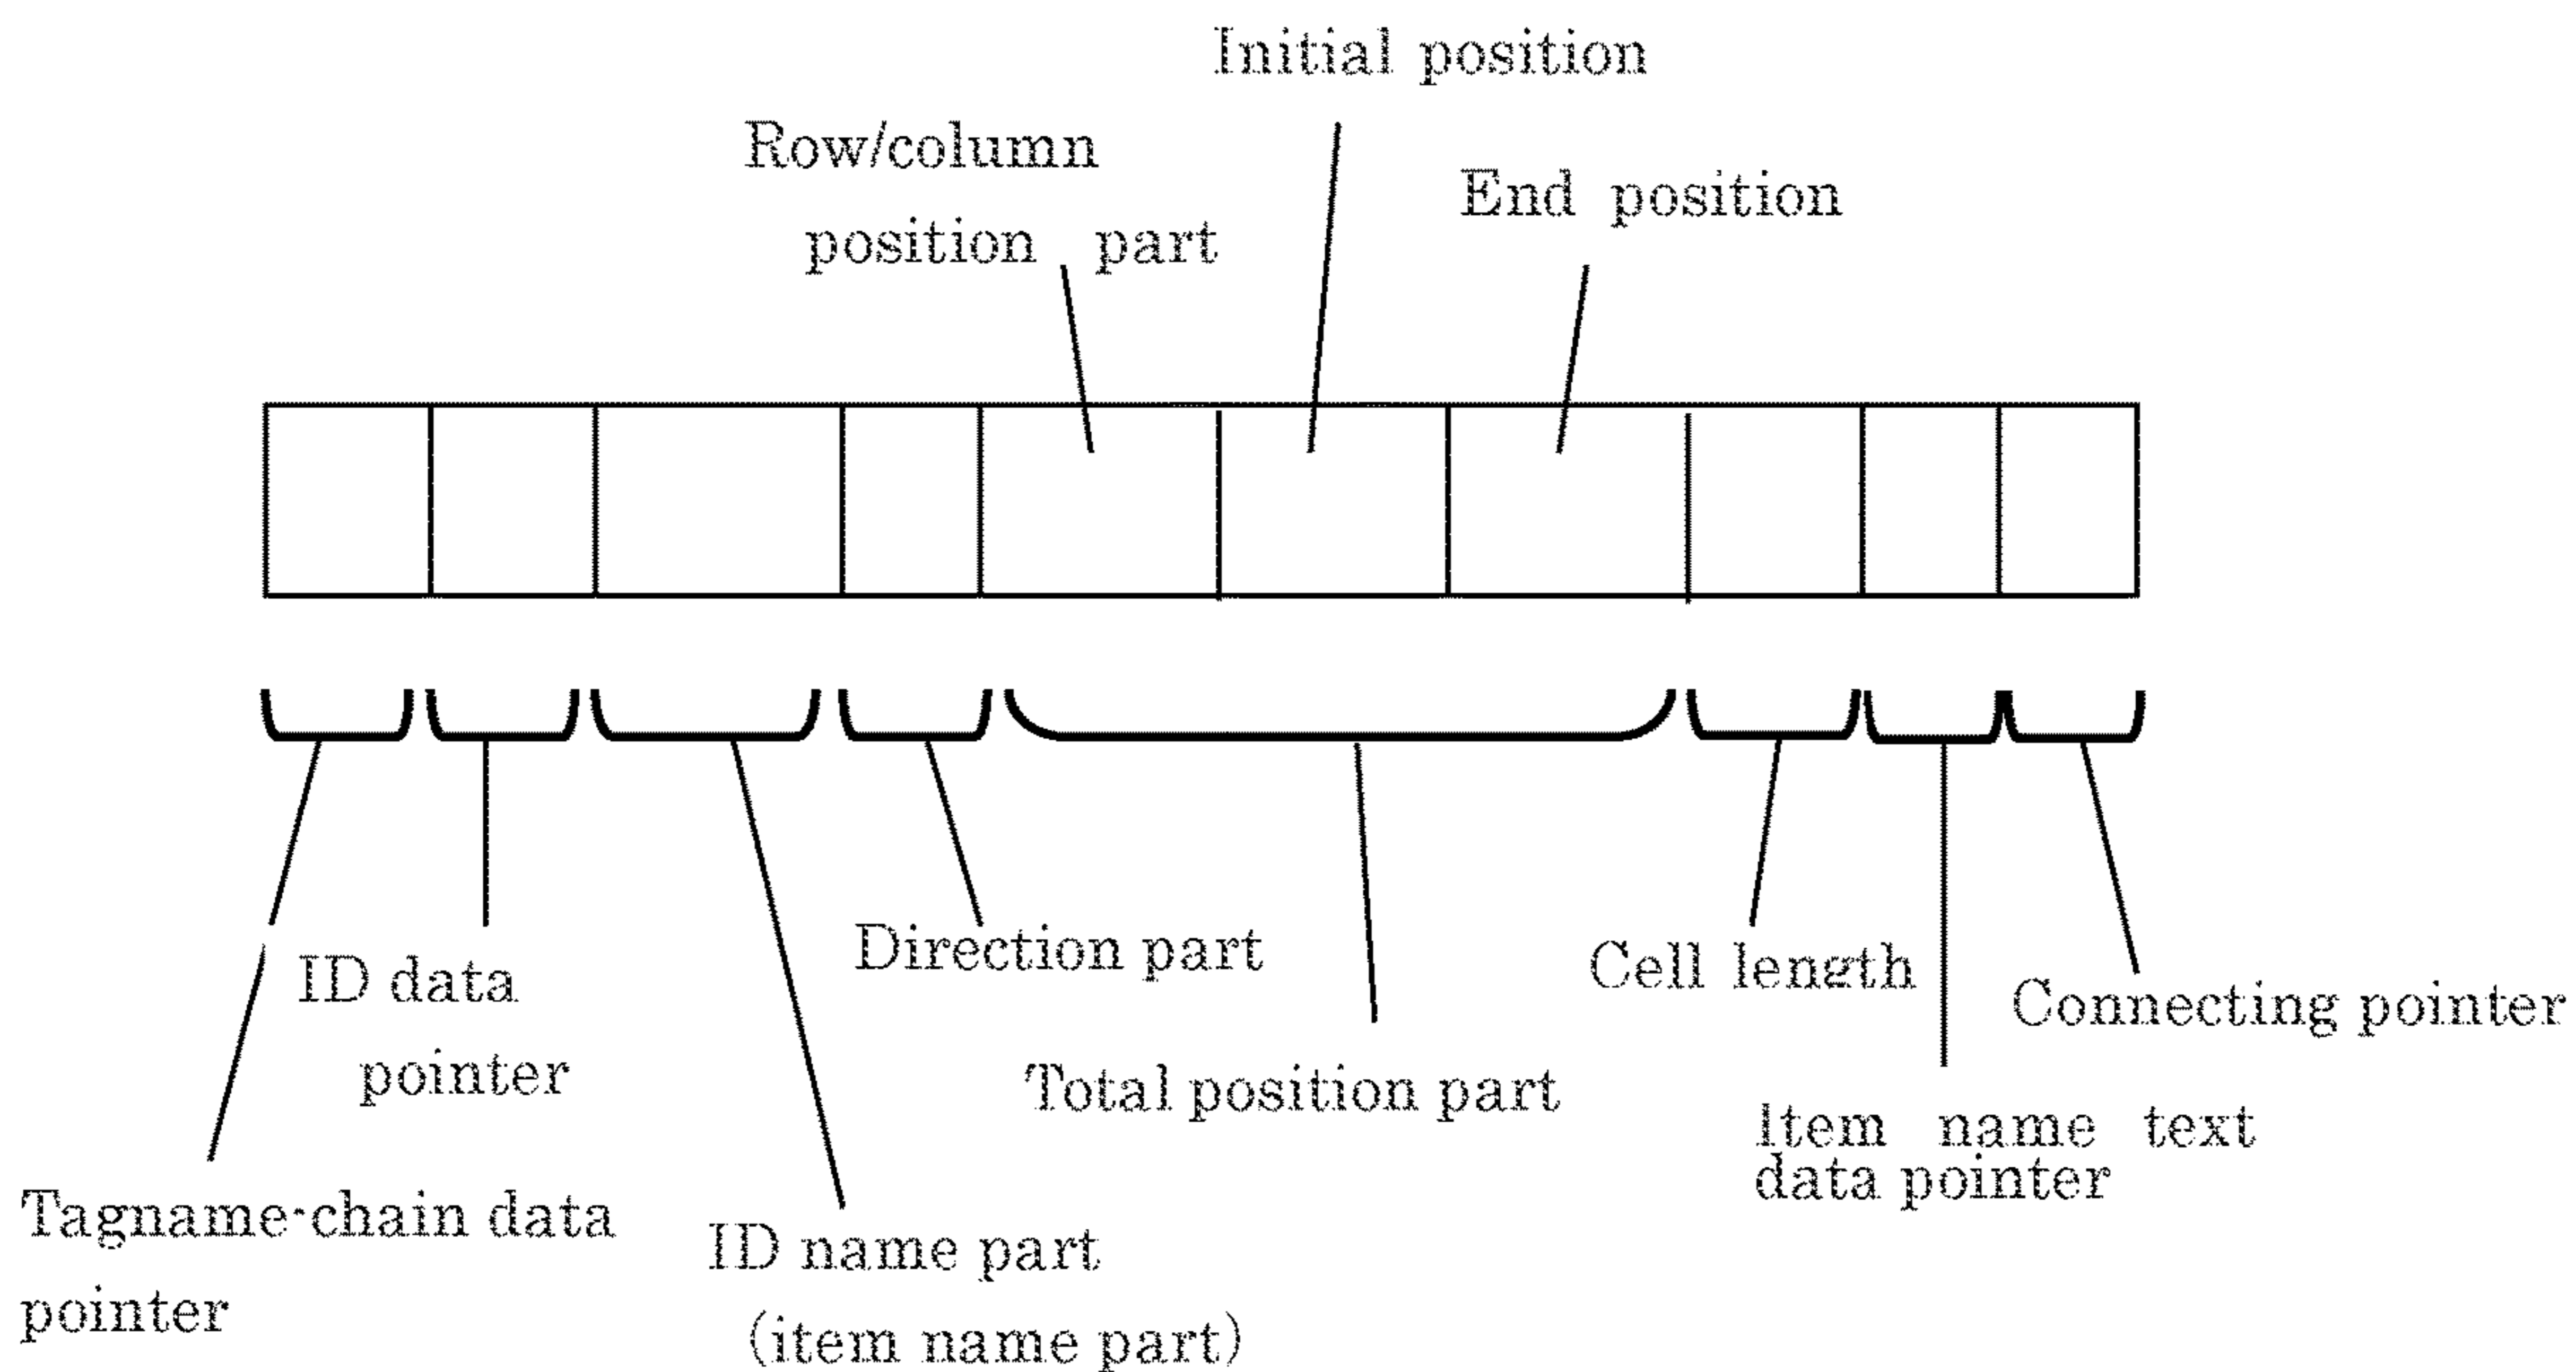 Initial position
Row/column
position part
End position
Direction part
Cell length
ID data
pointer
Connecting pointer
Total position part
Item name text
data pointer
Tagname-chain data
pointer
ID name part
(item name part)